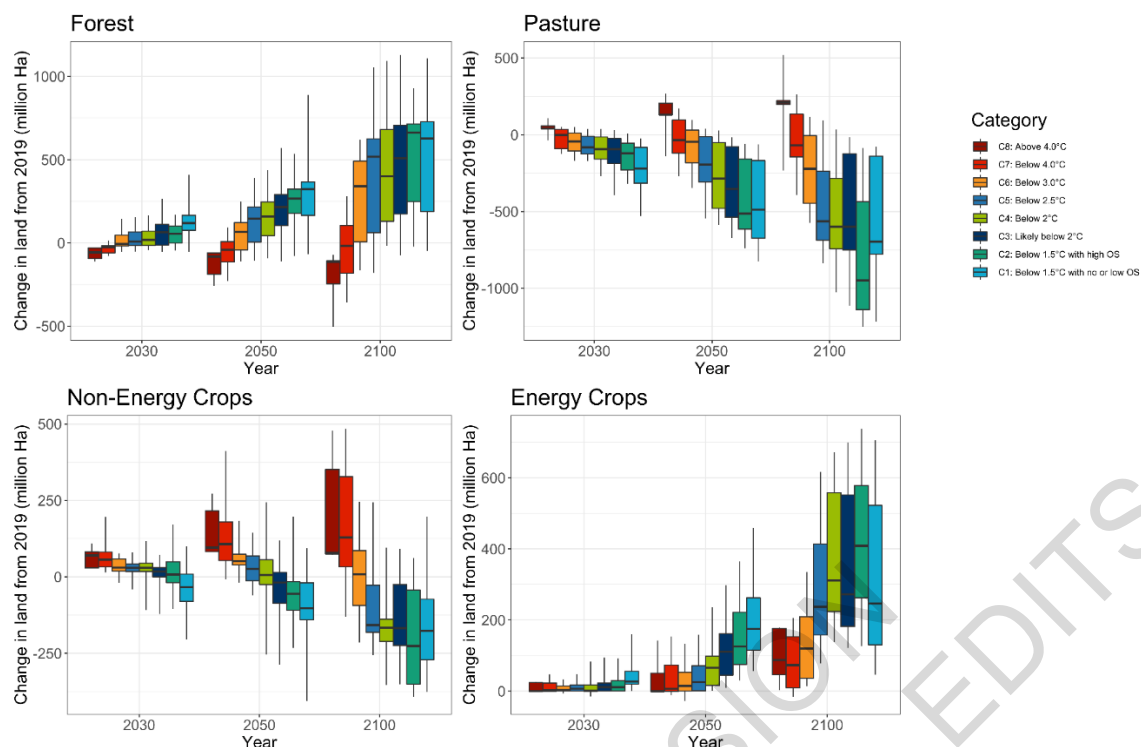 Forest
Change in land from 2019 (million Ha)
1000
500
0
-500
2030
2050
2100
Year
Pasture
Change in land from 2019 (million Ha)
500
0
-500
-1000
2030
2050
2100
Year
Category
C8: Above 4.0°C
C7: Below 4.0°C
C6: Below 3.0°C
C5: Below 2.5°C
C4: Below 2°C
C3: Likely below 2°C
C2: Below 1.5°C with high OS
C1: Below 1.5°C with no or low OS
Non-Energy Crops
Change in land from 2019 (million Ha)
500
250
0
-250
2030
2050
2100
Year
Energy Crops
Change in land from 2019 (million Ha)
600
400
200
0
2030
2050
2100
Year
SION
EDITS